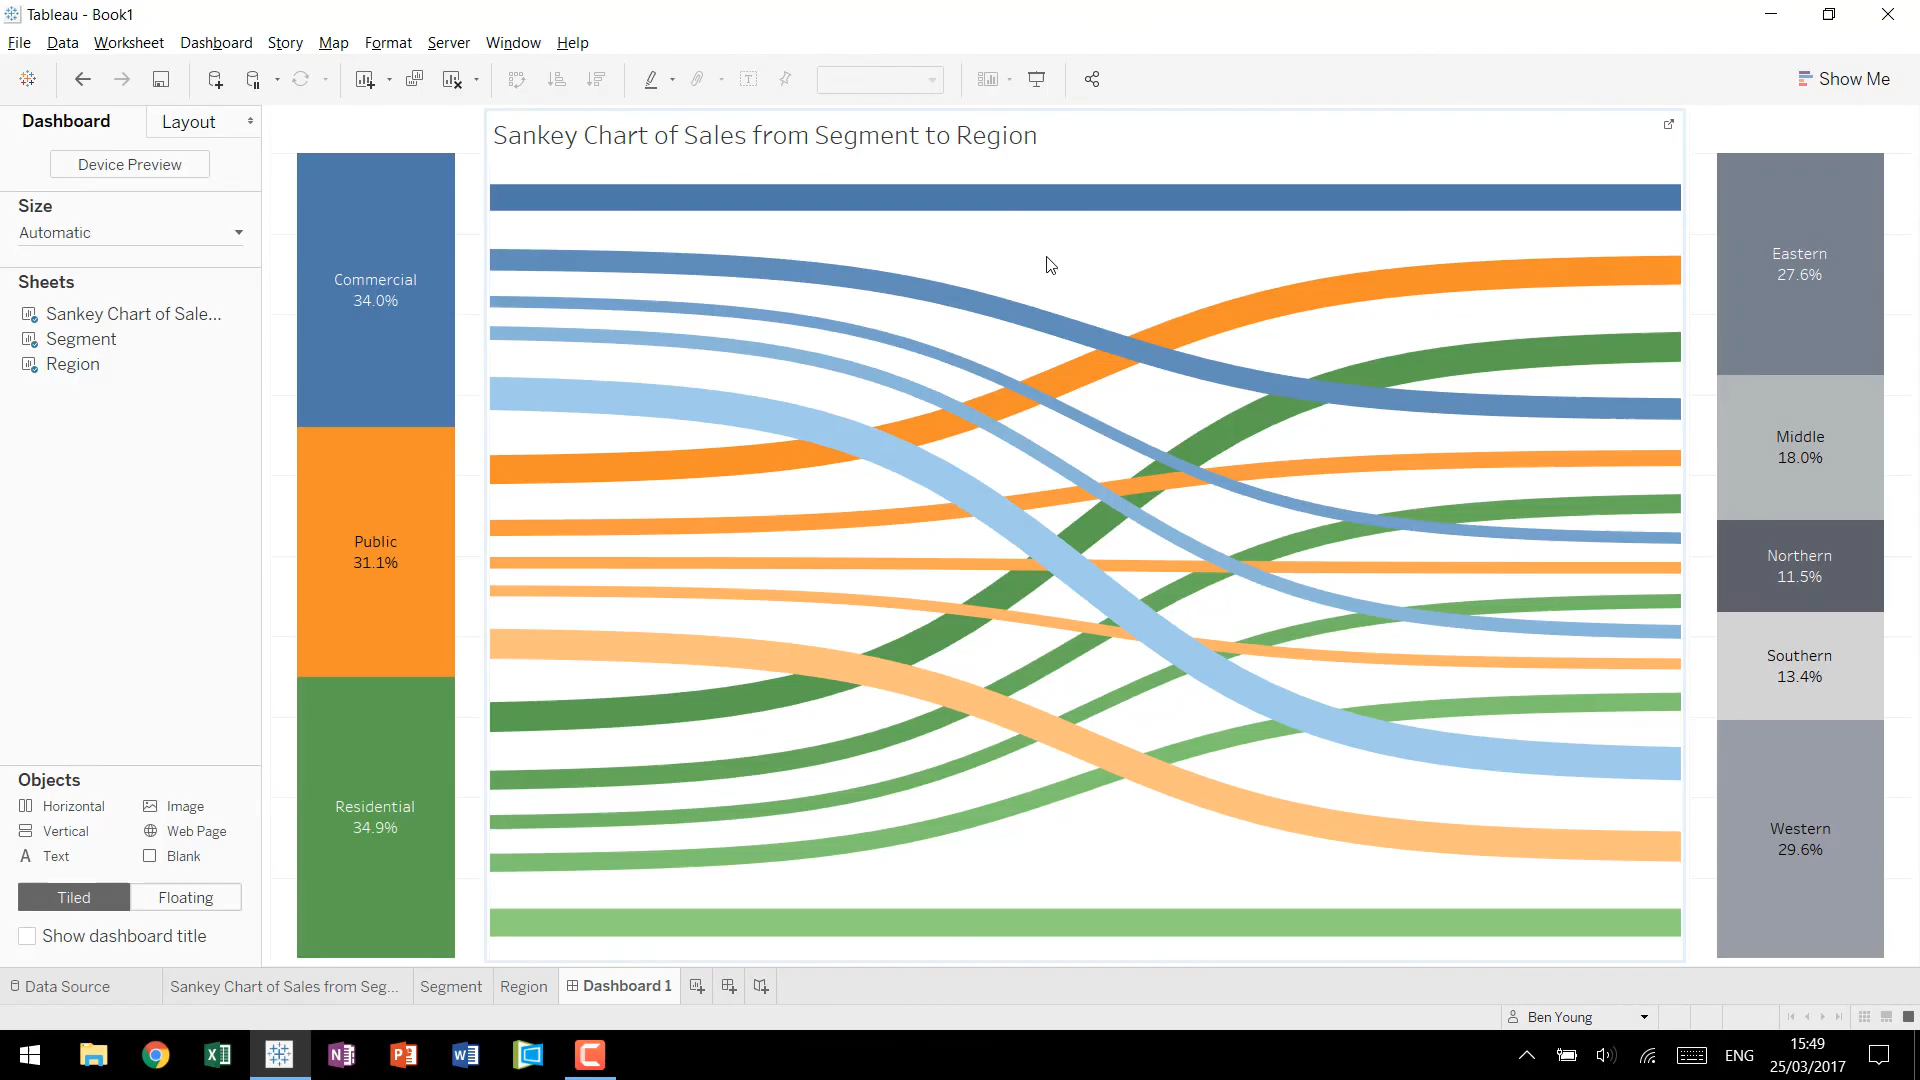 Tableau - Book1
File Data Worksheet Dashboard Story Map Format Server Window Help
Show Me
Dashboard Layout
Device Preview
Size
Automatic
Sheets
Sankey Chart of Sale...
Segment
Region
Objects
Horizontal Image
Vertical Web Page
A Text Blank
Tiled Floating
Show dashboard title
Sankey Chart of Sales from Segment to Region
Commercial
34.0%
Public
31.1%
Residential
34.9%
Eastern
27.6%
Middle
18.0%
Northern
11.5%
Southern
13.4%
Western
29.6%
Data Source Sankey Chart of Sales from Seg... Segment Region Dashboard 1
Ben Young
ENG
15:49
25/03/2017